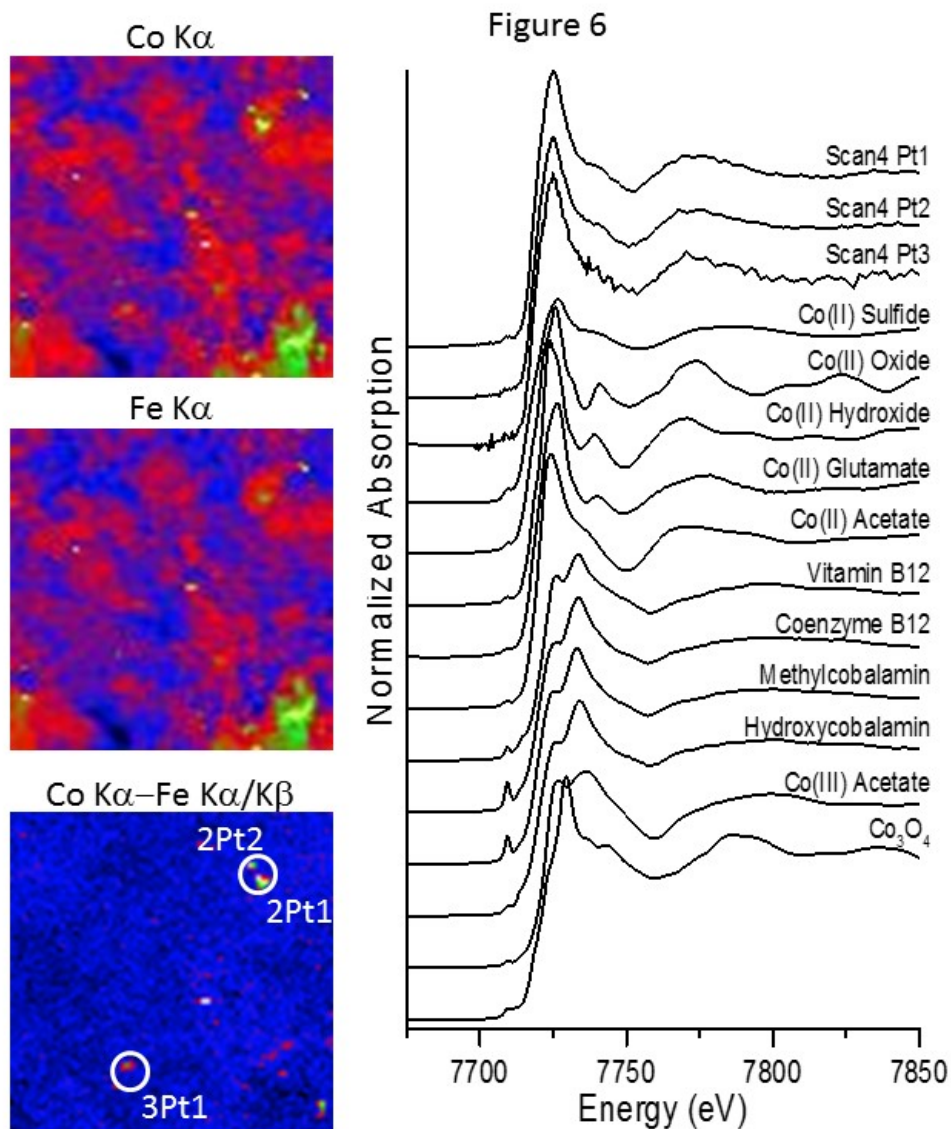 Figure 6
Co Kα
Fe Kα
Co Kα–Fe Kα/Kβ
2Pt2
2Pt1
3Pt1
Normalized Absorption
Scan4 Pt1
Scan4 Pt2
Scan4 Pt3
Co(II) Sulfide
Co(II) Oxide
Co(II) Hydroxide
Co(II) Glutamate
Co(II) Acetate
Vitamin B12
Coenzyme B12
Methylcobalamin
Hydroxycobalamin
Co(III) Acetate
Co₃O₄
7700 7750 7800 7850
Energy (eV)